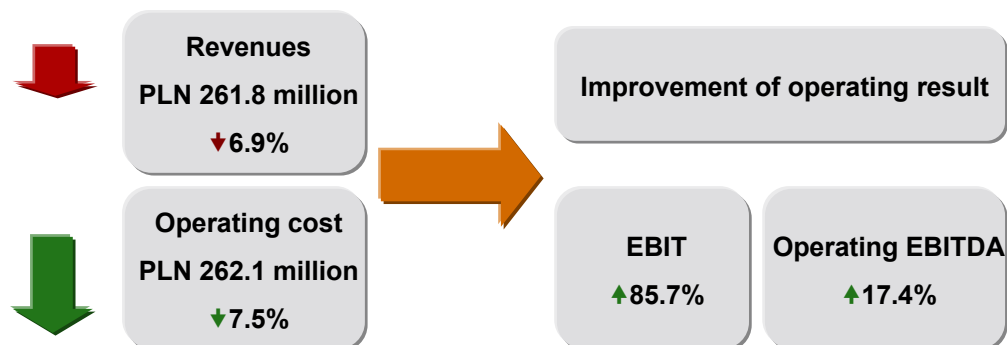 Revenues
PLN 261.8 million
6.9%
Operating cost
PLN 262.1 million
7.5%
Improvement of operating result
EBIT
85.7%
Operating EBITDA
17.4%